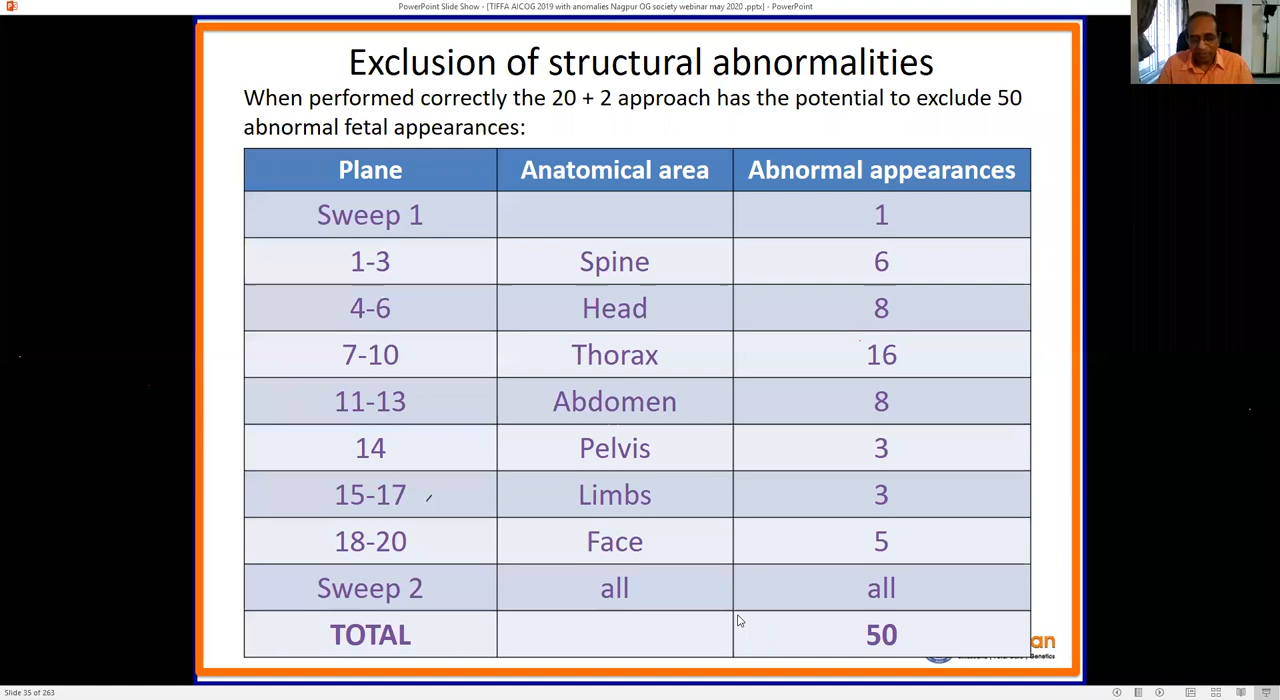 PowerPoint Slide Show - [TIFFA AICOG 2019 with anomalies Nagpur OG society webinar may 2020 .pptx] - PowerPoint
Exclusion of structural abnormalities
When performed correctly the 20 + 2 approach has the potential to exclude 50
abnormal fetal appearances:
Plane Anatomical area Abnormal appearances
Sweep 1 1
1-3 Spine 6
4-6 Head 8
7-10 Thorax 16
11-13 Abdomen 8
14 Pelvis 3
15-17 Limbs 3
18-20 Face 5
Sweep 2 all all
TOTAL 50
Genetics
Slide 35 of 263